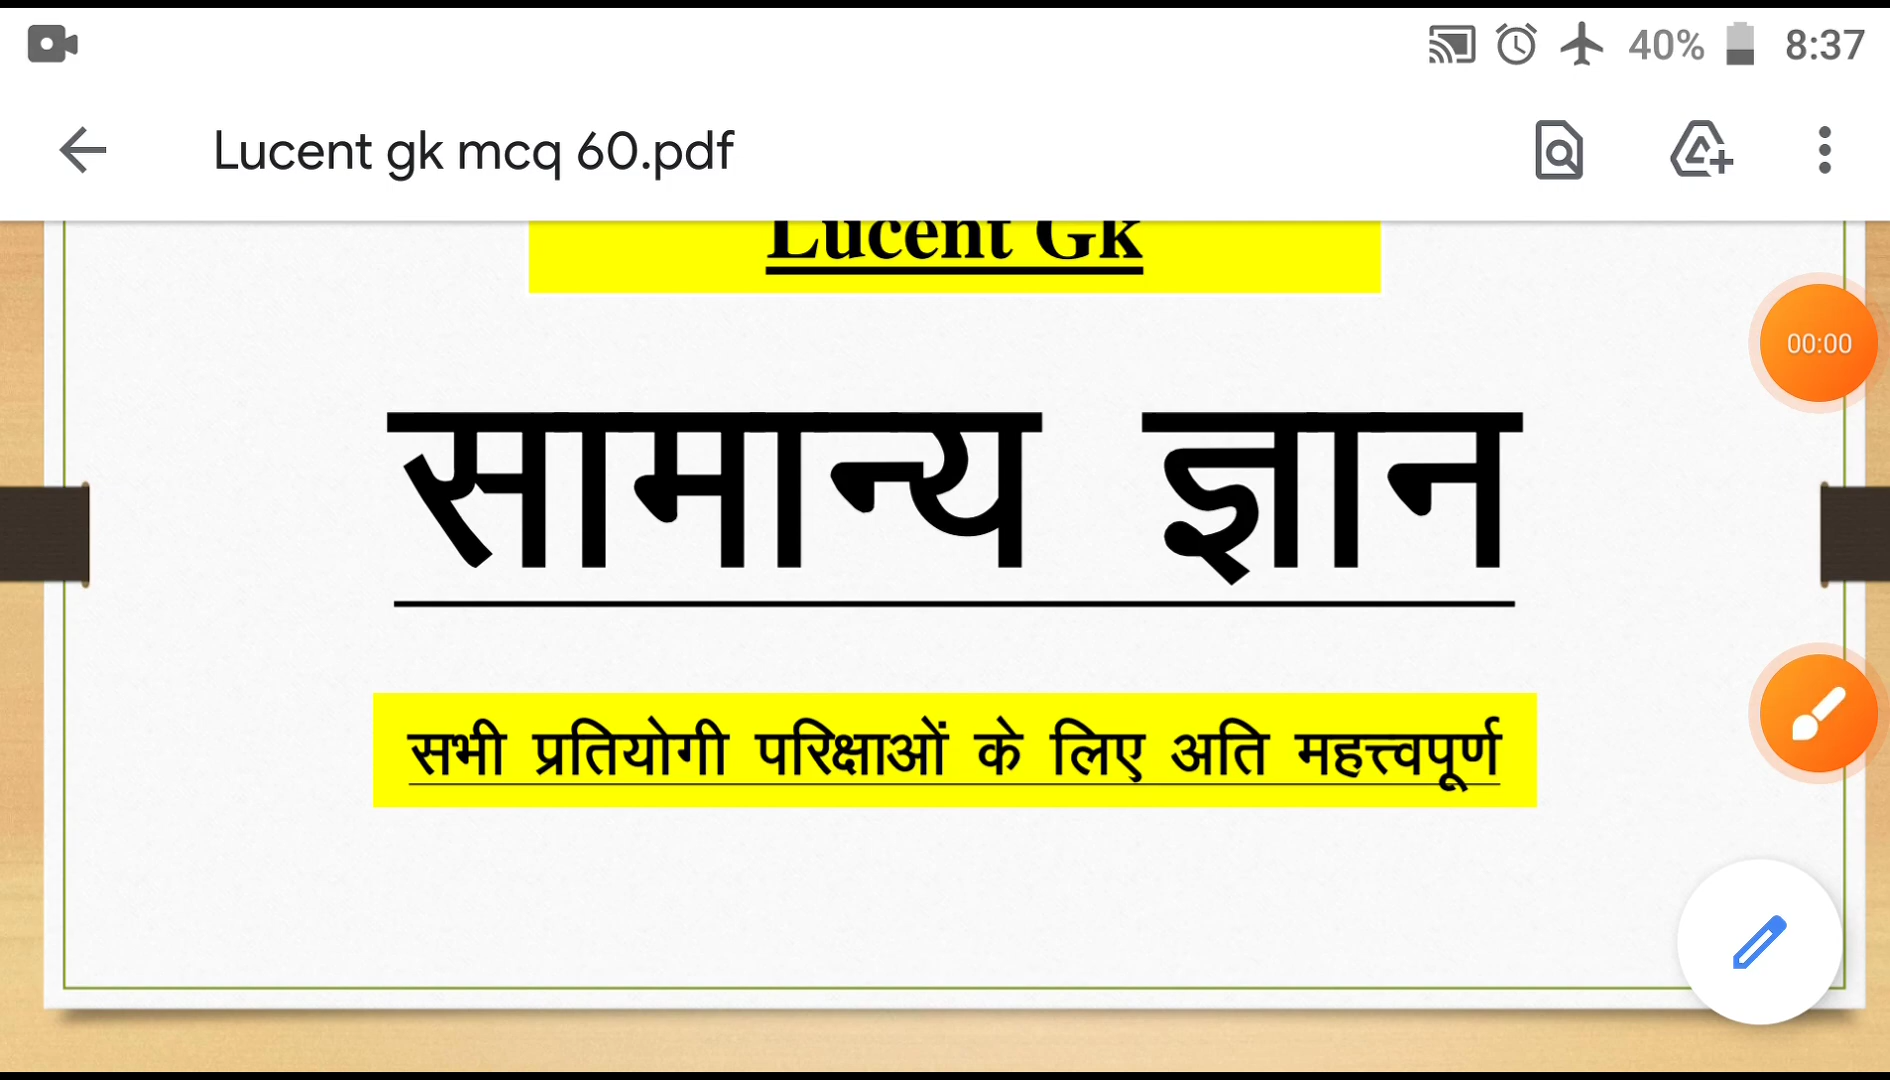 40% 8:37
Lucent gk mcq 60.pdf
Lucent Gk
00:00
सामान्य ज्ञान
सभी प्रतियोगी परिक्षाओं के लिए अति महत्त्वपूर्ण